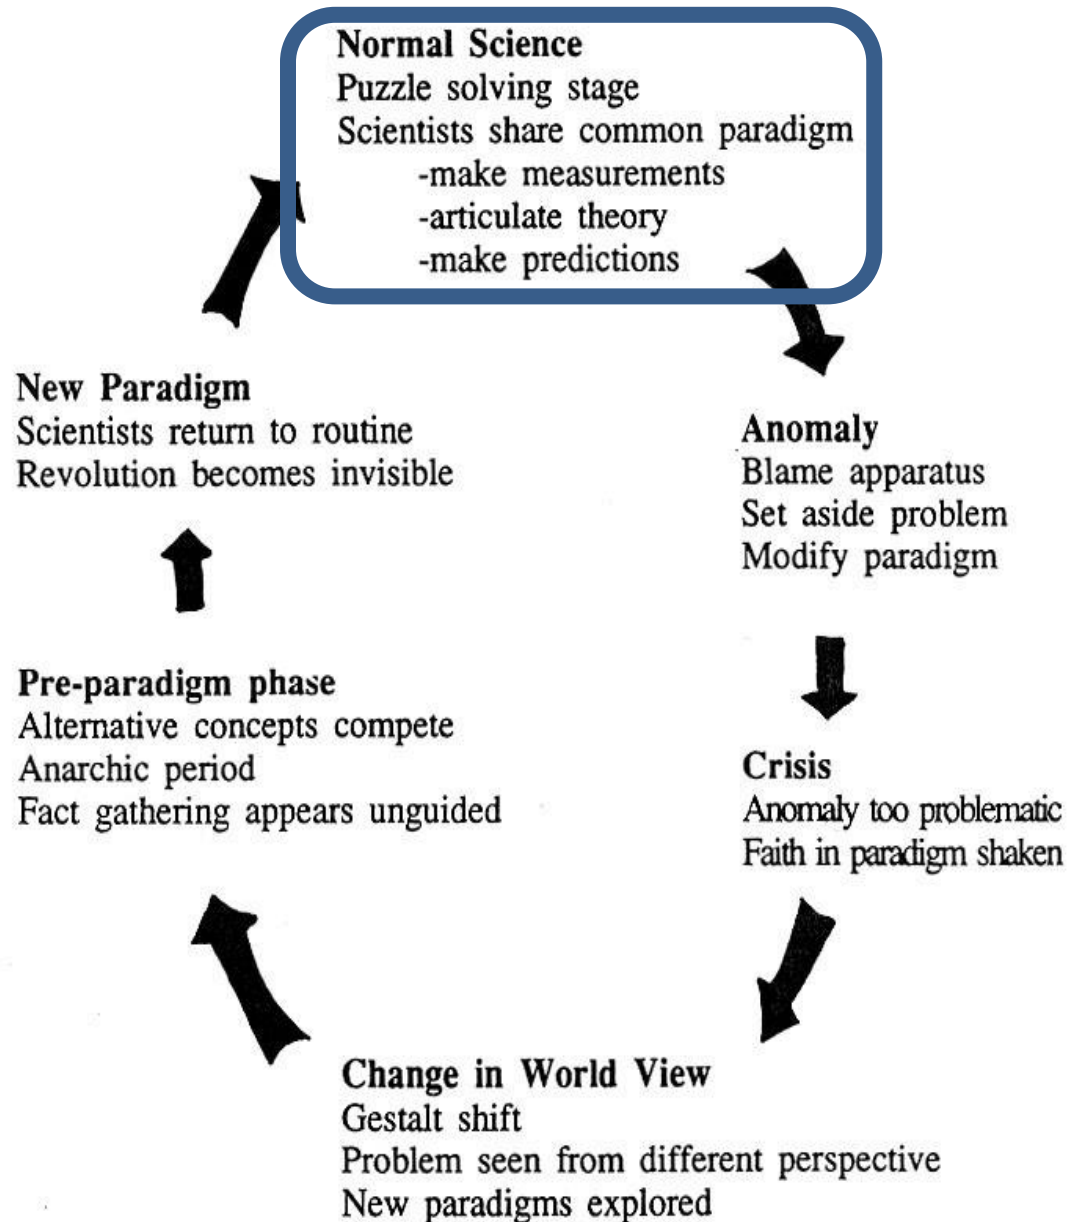 Normal Science
Puzzle solving stage
Scientists share common paradigm
-make measurements
-articulate theory
-make predictions
Anomaly
Blame apparatus
Set aside problem
Modify paradigm
Crisis
Anomaly too problematic
Faith in paradigm shaken
Change in World View
Gestalt shift
Problem seen from different perspective
New paradigms explored
Pre-paradigm phase
Alternative concepts compete
Anarchic period
Fact gathering appears unguided
New Paradigm
Scientists return to routine
Revolution becomes invisible